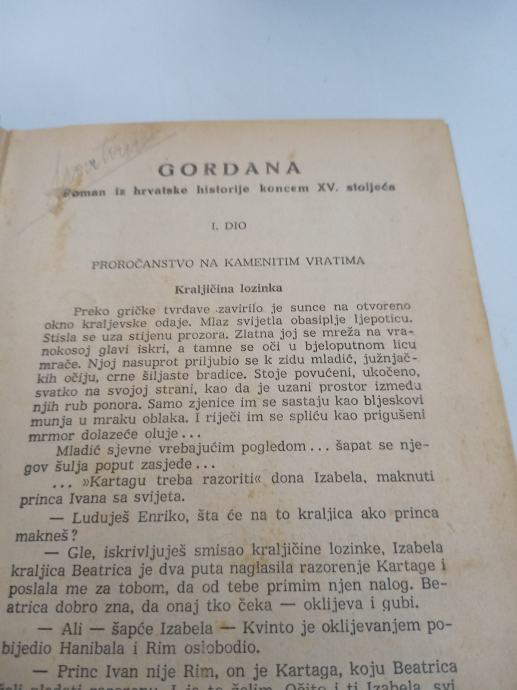 GORDANA
Roman iz hrvatske historije koncem XV. stoljeća
I. DIO
PROROČANSTVO NA KAMENITIM VRATIMA
Kraljičina lozinka
Preko gričke tvrđave zavirilo je sunce na otvoreno
okno kraljevske odaje. Mlaz svijetla obasiplje ljepoticu.
Stisla se uza stijenu prozora. Zlatna joj se mreža na vra-
nokosoj glavi iskri, a tamne se oči u bjeloputnom licu
mrače. Njoj nasuprot priljubio se k zidu mladić, južnjač-
kih očiju, crne šiljaste bradice. Stoje povučeni, ukočeno,
svatko na svojoj strani, kao da je uzani prostor između
njih rub ponora. Samo zjenice im se sastaju kao bljeskovi
munja u mraku oblaka. I riječi im se spliću kao prigušeni
mrmor dolazeće oluje...
Mladić sjevne vrebajućim pogledom... šapat se nje-
gov šulja poput zasjede...
... »Kartagu treba razoriti« dona Izabela, maknuti
princa Ivana sa svijeta.
— Luduješ Enriko, šta će na to kraljica ako princa
makneš?
— Gle, iskrivljuješ smisao kraljičine lozinke, Izabela
kraljica Beatrica je dva puta naglasila razorenje Kartage i
poslala me za tobom, da od tebe primim njen nalog. Be-
atrica dobro zna, da onaj tko čeka — oklijeva i gubi.
— Ali — šapće Izabela — Kvinto je oklijevanjem po-
bijedio Hanibala i Rim oslobodio.
— Princ Ivan nije Rim, on je Kartaga, koju Beatrica